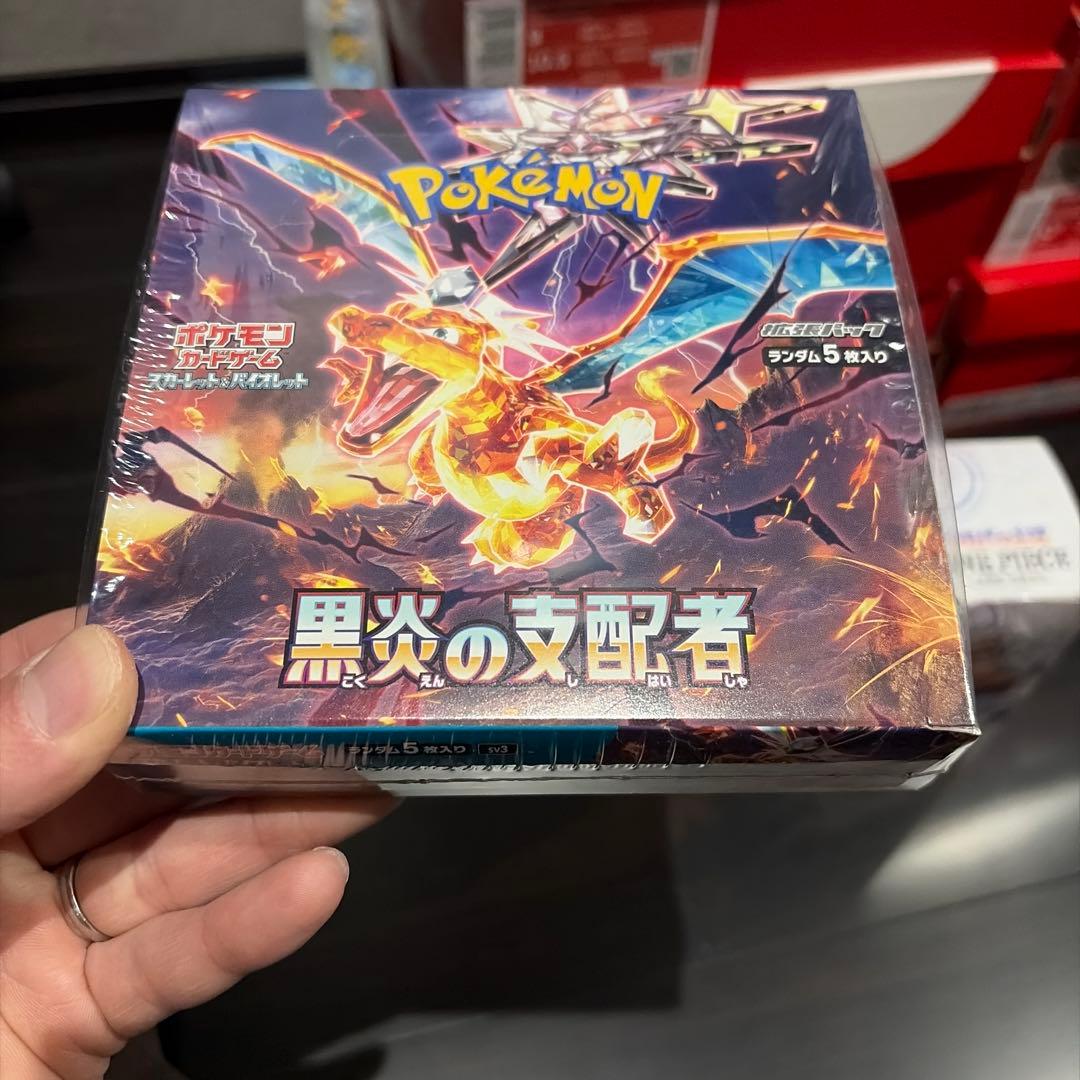 POKéMON
ポケモン
カードゲーム
スカーレット&バイオレット
拡張パック
ランダム5枚入り
黒炎の支配者
こく えん し はい しゃ
ランダム5枚入り sv3
NE PIECE